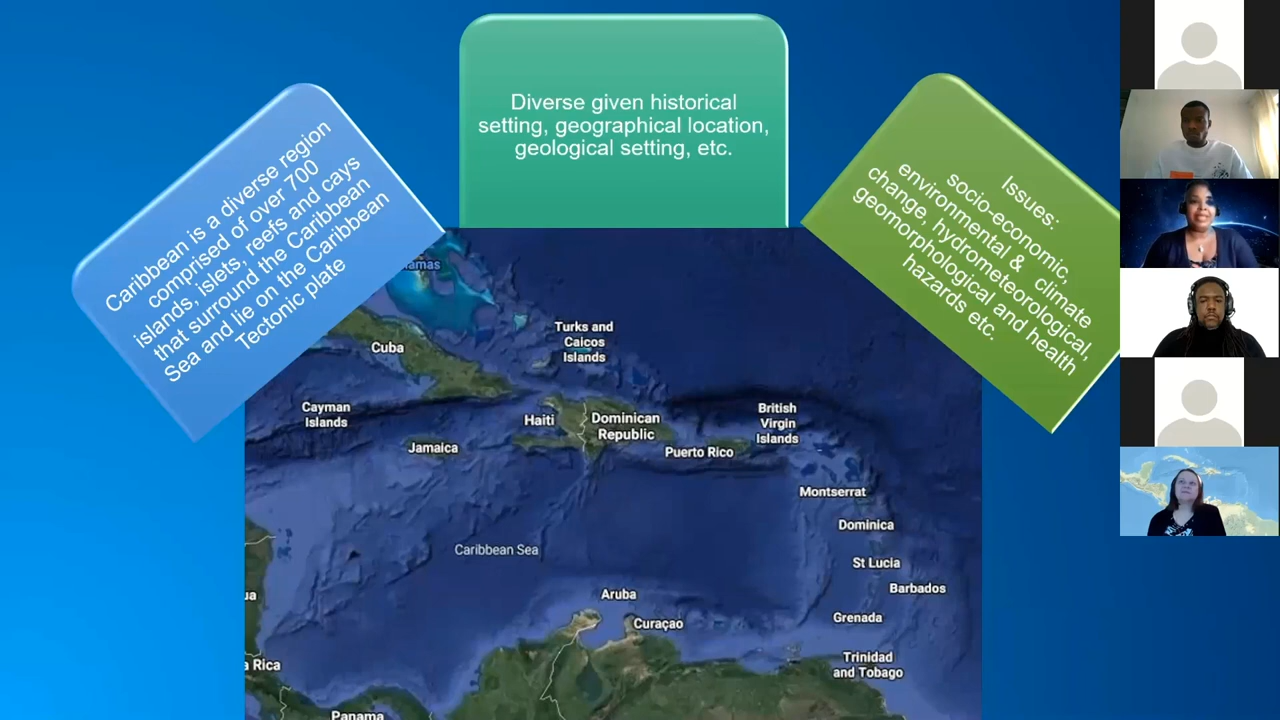 Caribbean is a diverse region
comprised of over 700
islands, islets, reefs and cays
that surround the Caribbean
Sea and lie on the Caribbean
Tectonic plate
Diverse given historical
setting, geographical location,
geological setting, etc.
Issues:
socio-economic,
environmental & climate
change, hydrometeorological,
geomorphological and health
hazards etc.
amas
Turks and
Caicos
Islands
Cuba
Cayman
Islands
Haiti
Dominican
Republic
British
Virgin
Islands
Jamaica
Puerto Rico
Montserrat
Dominica
Caribbean Sea
St Lucia
Barbados
Aruba
Curaçao
Grenada
ua
a Rica
Trinidad
and Tobago
Panama